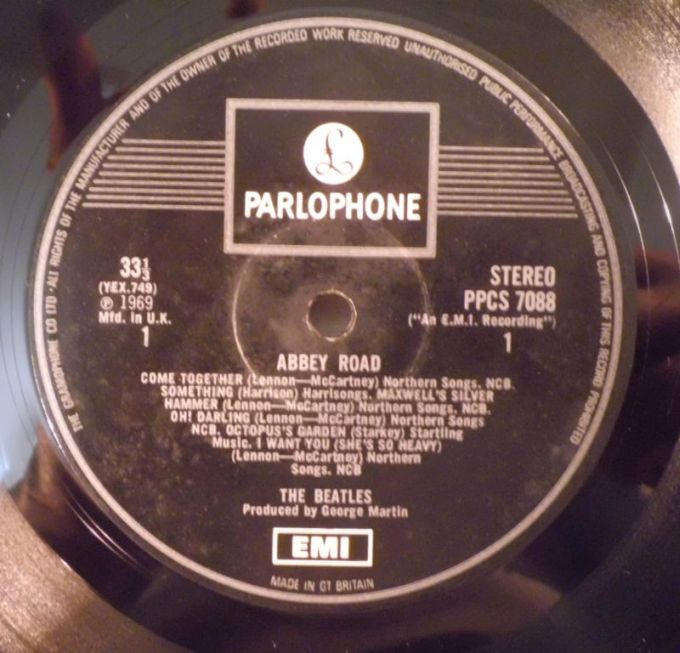 THE GRAMOPHONE CO LTD · ALL RIGHTS OF THE MANUFACTURER AND OF THE OWNER OF THE RECORDED WORK RESERVED UNAUTHORISED PUBLIC PERFORMANCE BROADCASTING AND COPYING OF THIS RECORD PROHIBITED
£
PARLOPHONE
33⅓
(YEX.749)
℗ 1969
Mfd. in U.K.
1
STEREO
PPCS 7088
("An E.M.I. Recording")
1
ABBEY ROAD
COME TOGETHER (Lennon—McCartney) Northern Songs. NCB.
SOMETHING (Harrison) Harrisongs. MAXWELL'S SILVER
HAMMER (Lennon—McCartney) Northern Songs. NCB.
OH! DARLING (Lennon—McCartney) Northern Songs
NCB. OCTOPUS'S GARDEN (Starkey) Startling
Music. I WANT YOU (SHE'S SO HEAVY)
(Lennon—McCartney) Northern
Songs. NCB
THE BEATLES
Produced by George Martin
EMI
MADE IN GT BRITAIN